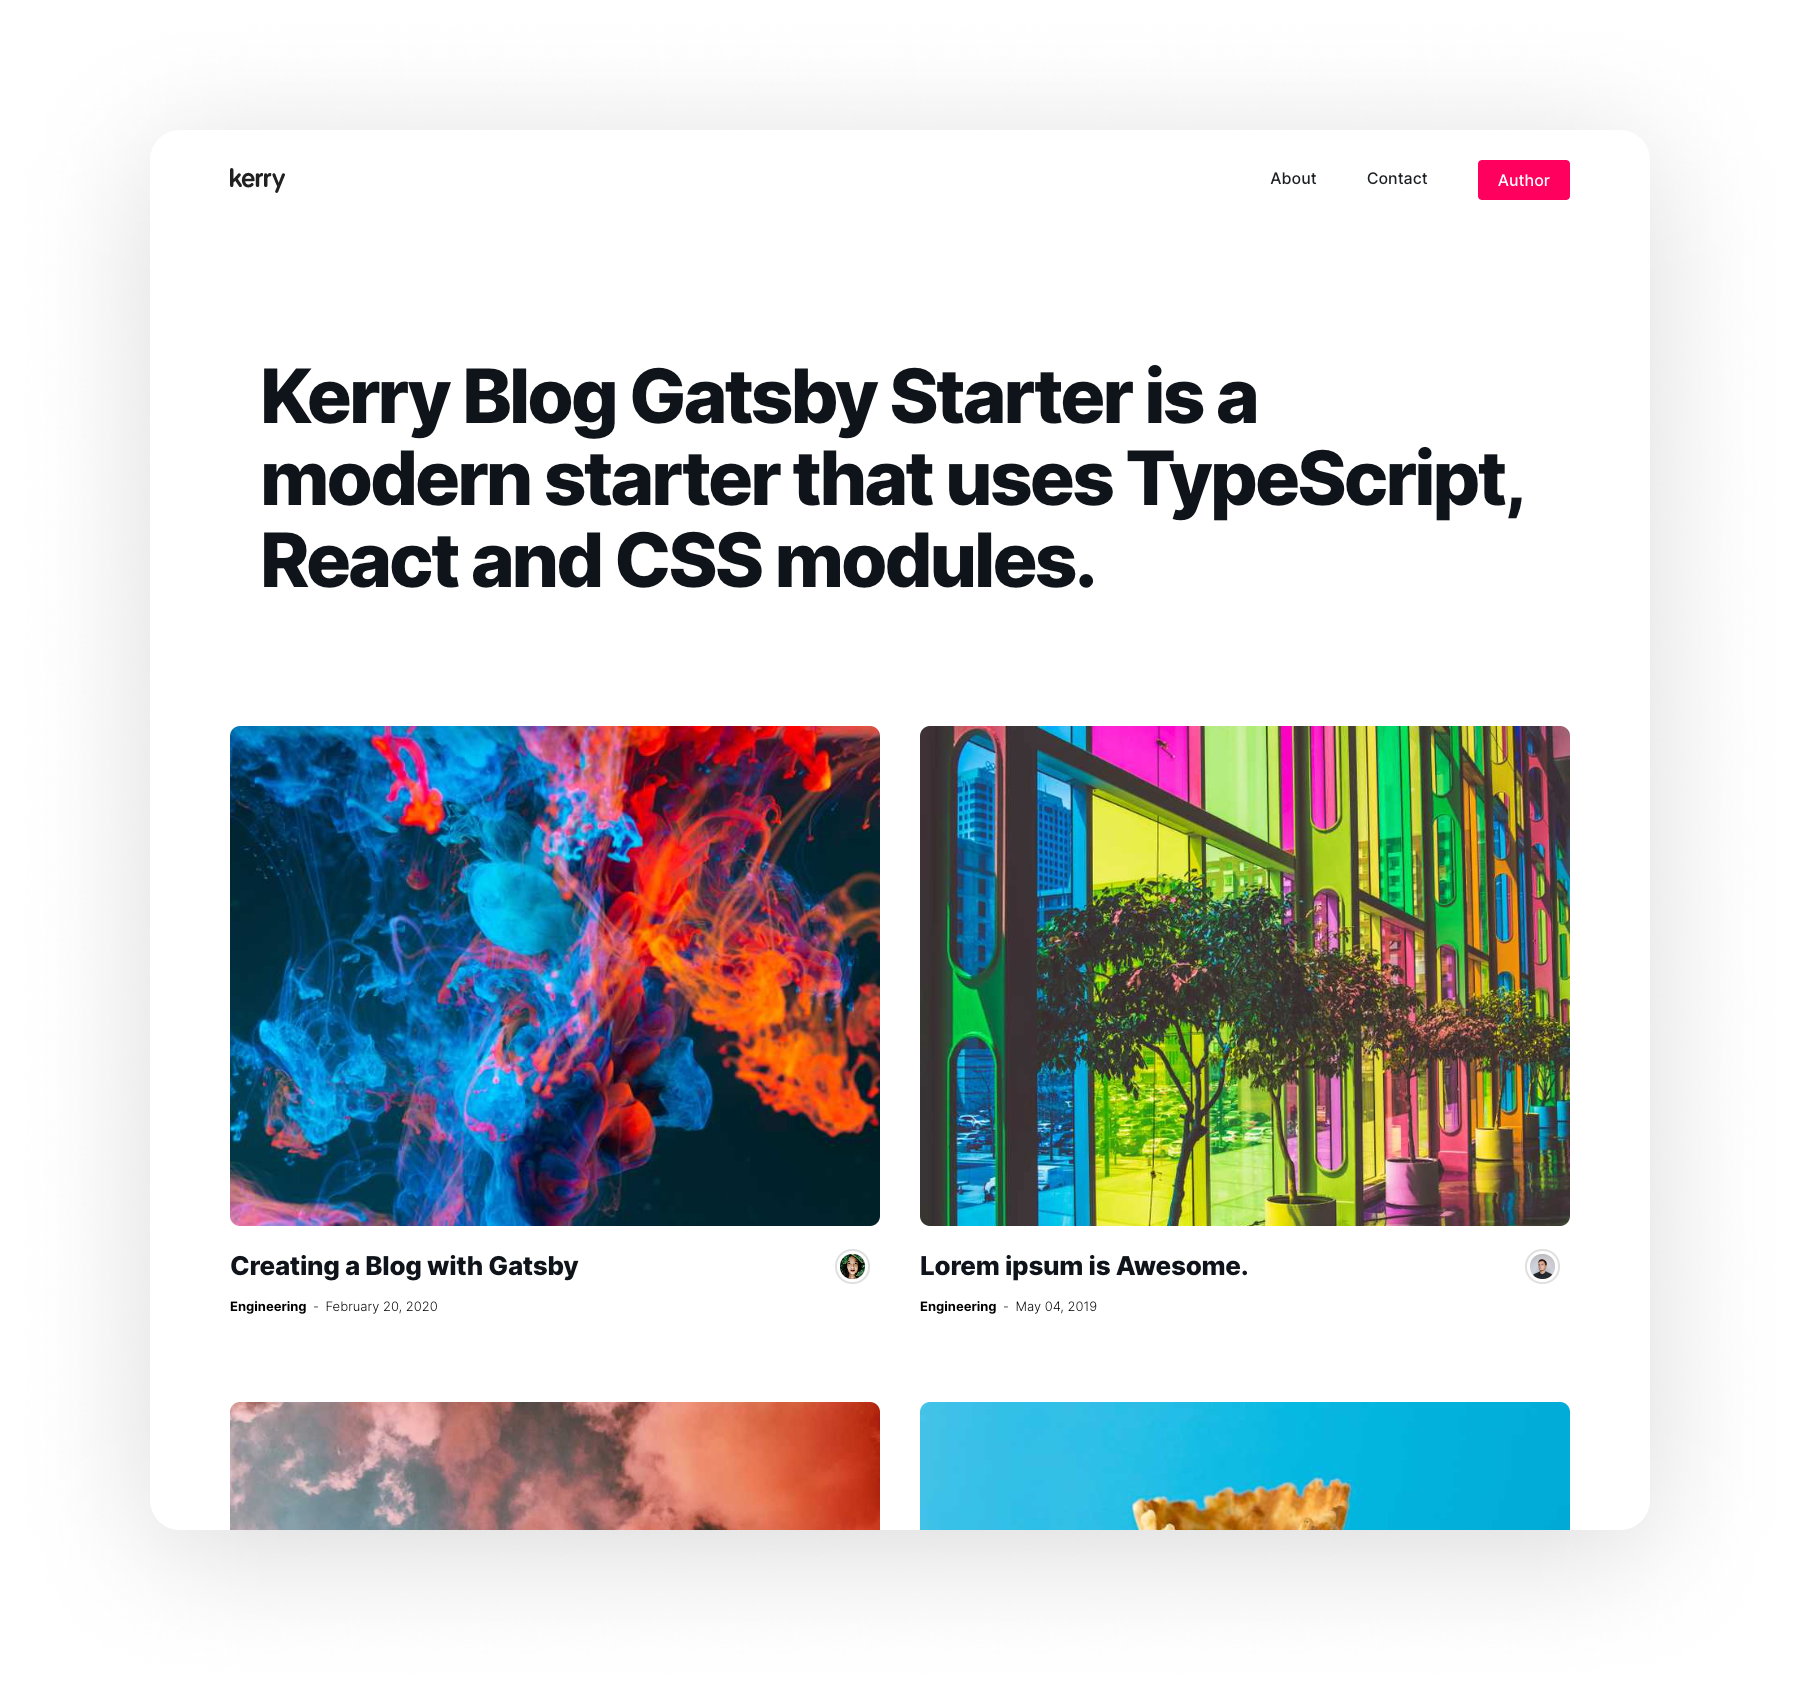 kerry
About
Contact
Author
Kerry Blog Gatsby Starter is a
modern starter that uses TypeScript,
React and CSS modules.
Creating a Blog with Gatsby
Engineering - February 20, 2020
Lorem ipsum is Awesome.
Engineering - May 04, 2019